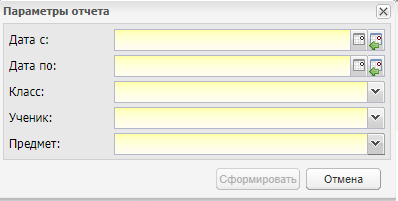 Параметры отчета
Дата с:
Дата по:
Класс:
Ученик:
Предмет:
Сформировать Отмена